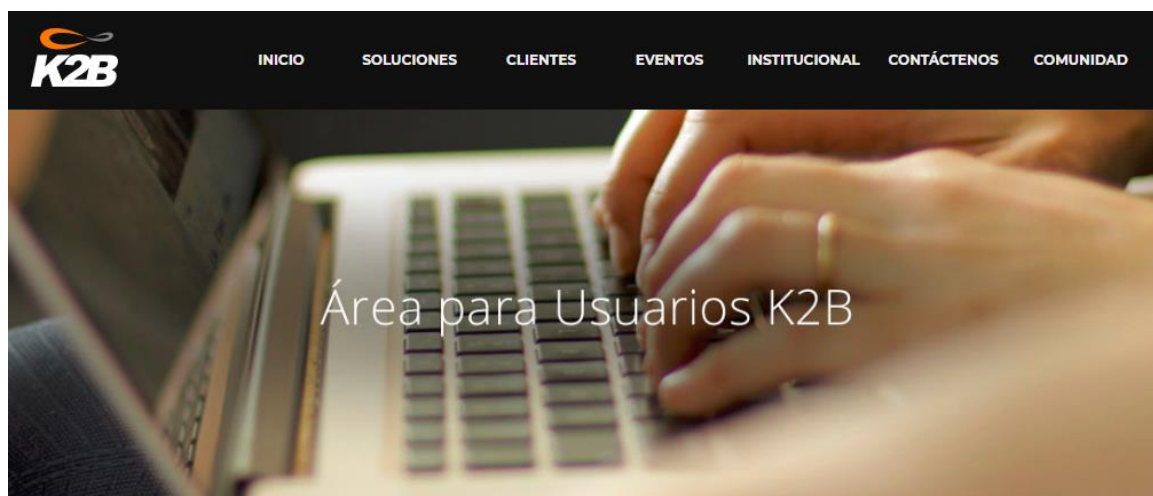 K2B
INICIO SOLUCIONES CLIENTES EVENTOS INSTITUCIONAL CONTÁCTENOS COMUNIDAD
Área para Usuarios K2B